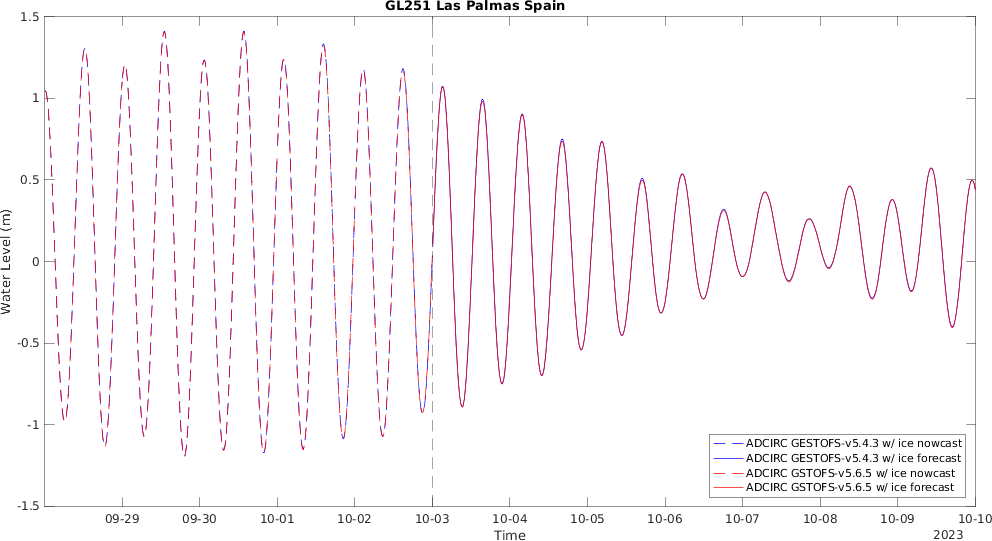 GL251 Las Palmas Spain
1.5
1
0.5
0
-0.5
-1
-1.5
Water Level (m)
09-29 09-30 10-01 10-02 10-03 10-04 10-05 10-06 10-07 10-08 10-09 10-10
Time
2023
ADCIRC GESTOFS-v5.4.3 w/ ice nowcast
ADCIRC GESTOFS-v5.4.3 w/ ice forecast
ADCIRC GSTOFS-v5.6.5 w/ ice nowcast
ADCIRC GSTOFS-v5.6.5 w/ ice forecast